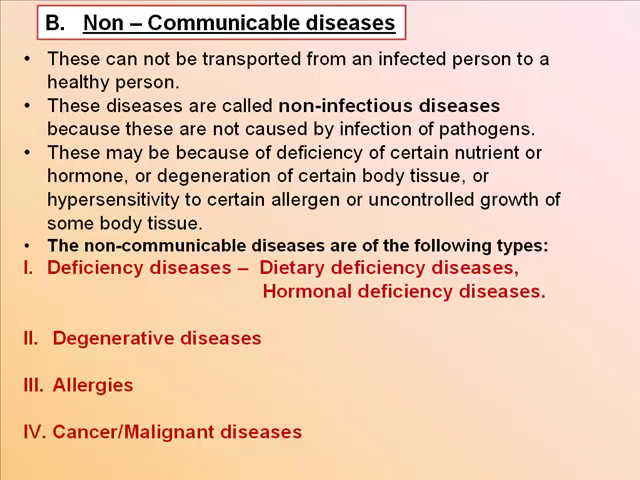 B. Non – Communicable diseases
• These can not be transported from an infected person to a
healthy person.
• These diseases are called non-infectious diseases
because these are not caused by infection of pathogens.
• These may be because of deficiency of certain nutrient or
hormone, or degeneration of certain body tissue, or
hypersensitivity to certain allergen or uncontrolled growth of
some body tissue.
• The non-communicable diseases are of the following types:
I. Deficiency diseases – Dietary deficiency diseases,
Hormonal deficiency diseases.
II. Degenerative diseases
III. Allergies
IV. Cancer/Malignant diseases